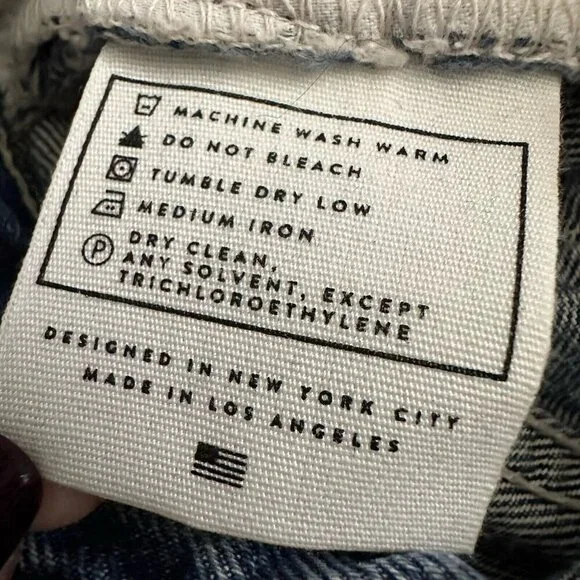 MACHINE WASH WARM
DO NOT BLEACH
TUMBLE DRY LOW
MEDIUM IRON
P
DRY CLEAN,
ANY SOLVENT, EXCEPT
TRICHLOROETHYLENE
DESIGNED IN NEW YORK CITY
MADE IN LOS ANGELES